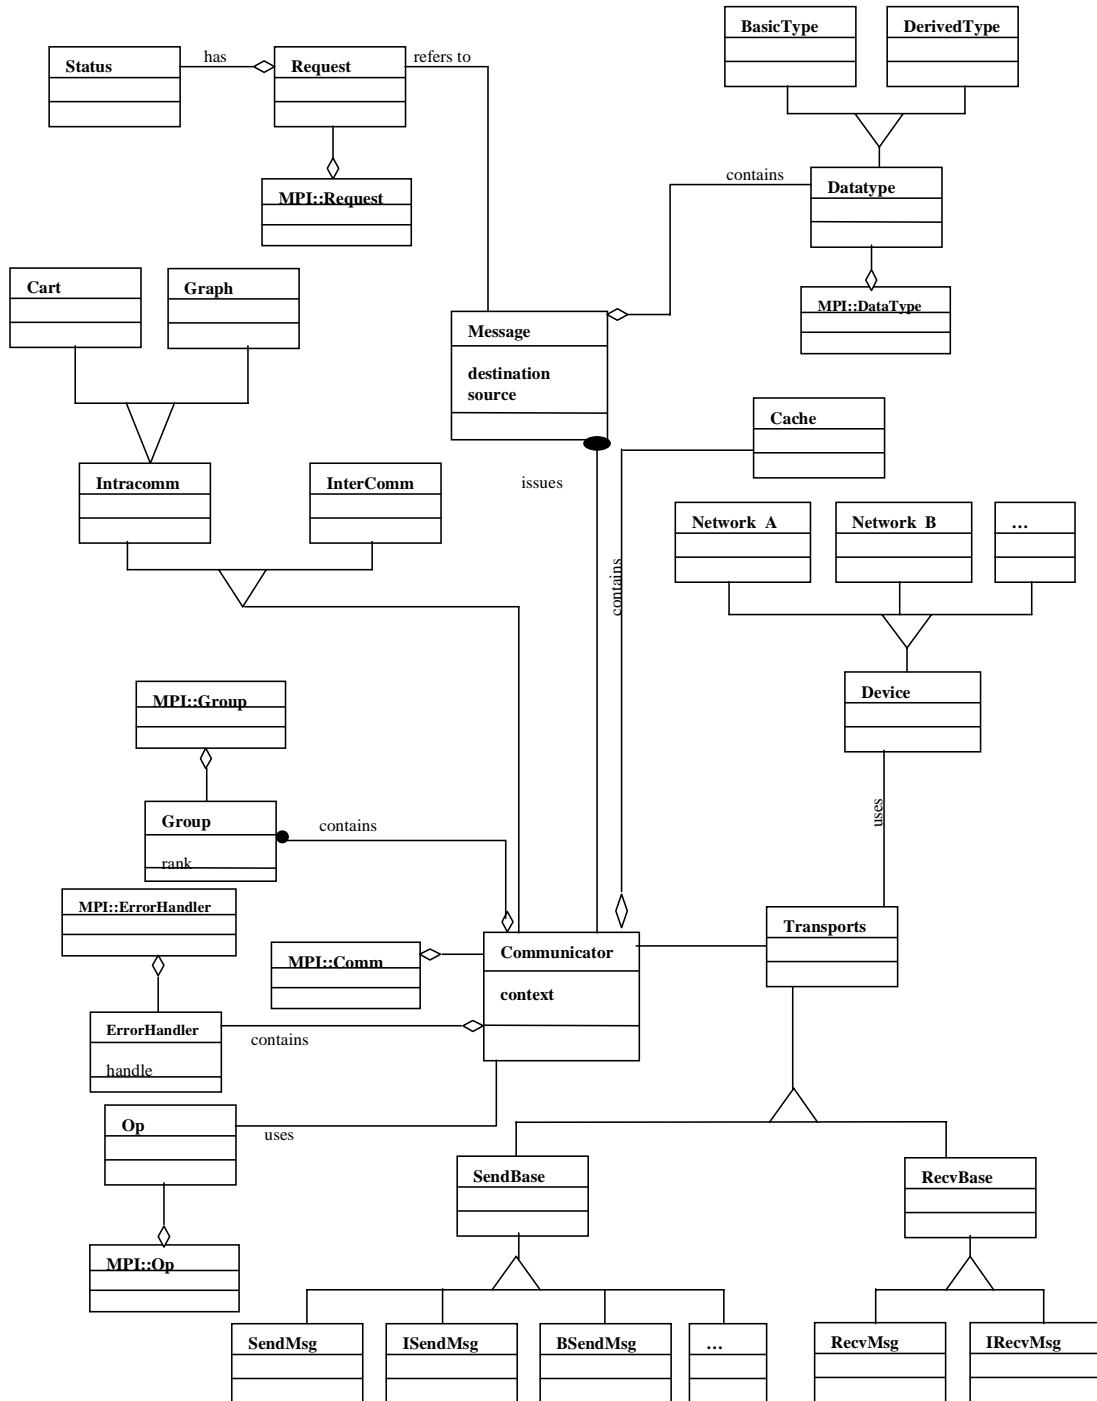 BasicType
DerivedType
Status
has
Request
refers to
MPI::Request
contains
Datatype
Cart
Graph
MPI::DataType
Message
destination
source
Cache
Intracomm
InterComm
issues
contains
Network A
Network B
...
Device
MPI::Group
Group
rank
contains
uses
MPI::ErrorHandler
Transports
MPI::Comm
Communicator
context
ErrorHandler
handle
contains
Op
uses
SendBase
RecvBase
MPI::Op
SendMsg
ISendMsg
BSendMsg
...
RecvMsg
IRecvMsg